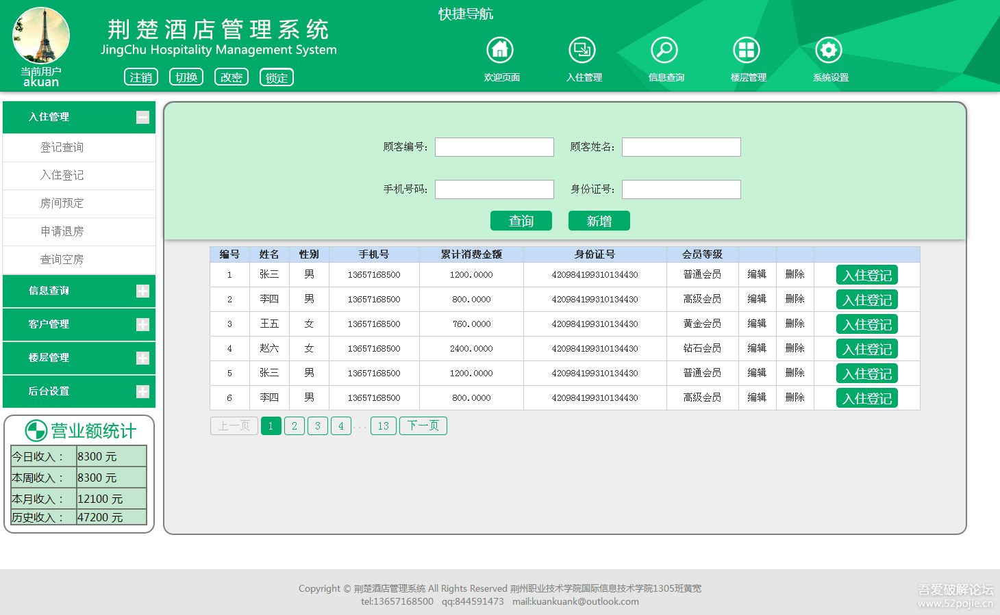 快捷导航
荆楚酒店管理系统
JingChu Hospitality Management System
当前用户
akuan
注销 切换 改密 锁定
欢迎页面 入住管理 信息查询 楼层管理 系统设置
入住管理
登记查询
入住登记
房间预定
申请退房
查询空房
信息查询
客户管理
楼层管理
后台设置
营业额统计
今日收入： 8300 元
本周收入： 8300 元
本月收入： 12100 元
历史收入： 47200 元
顾客编号： 顾客姓名：
手机号码： 身份证号：
查询 新增
编号 姓名 性别 手机号 累计消费金额 身份证号 会员等级
1 张三 男 13657168500 1200.0000 420984199310134430 普通会员 编辑 删除 入住登记
2 李四 男 13657168500 800.0000 420984199310134430 高级会员 编辑 删除 入住登记
3 王五 女 13657168500 760.0000 420984199310134430 黄金会员 编辑 删除 入住登记
4 赵六 女 13657168500 2400.0000 420984199310134430 钻石会员 编辑 删除 入住登记
5 张三 男 13657168500 1200.0000 420984199310134430 普通会员 编辑 删除 入住登记
6 李四 男 13657168500 800.0000 420984199310134430 高级会员 编辑 删除 入住登记
上一页 1 2 3 4 ... 13 下一页
Copyright © 荆楚酒店管理系统 All Rights Reserved 荆州职业技术学院国际信息技术学院1305班黄宽
tel:13657168500 qq:844591473 mail:kuankuank@outlook.com
吾爱破解论坛
www.52pojie.cn